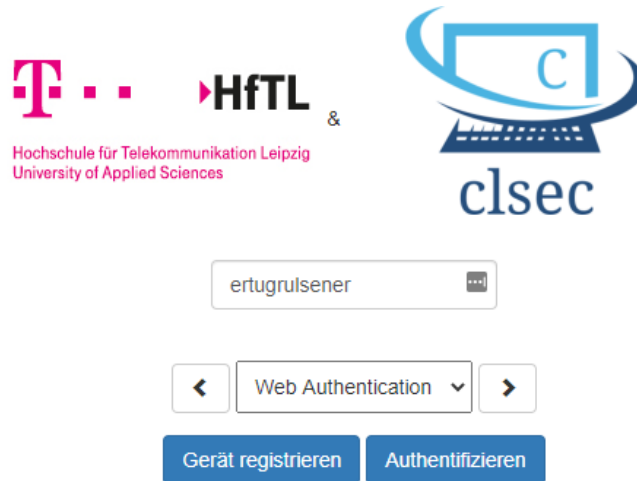 T
HfTL
&
Hochschule für Telekommunikation Leipzig
University of Applied Sciences
C
clsec
ertugrulsener
Web Authentication
Gerät registrieren
Authentifizieren